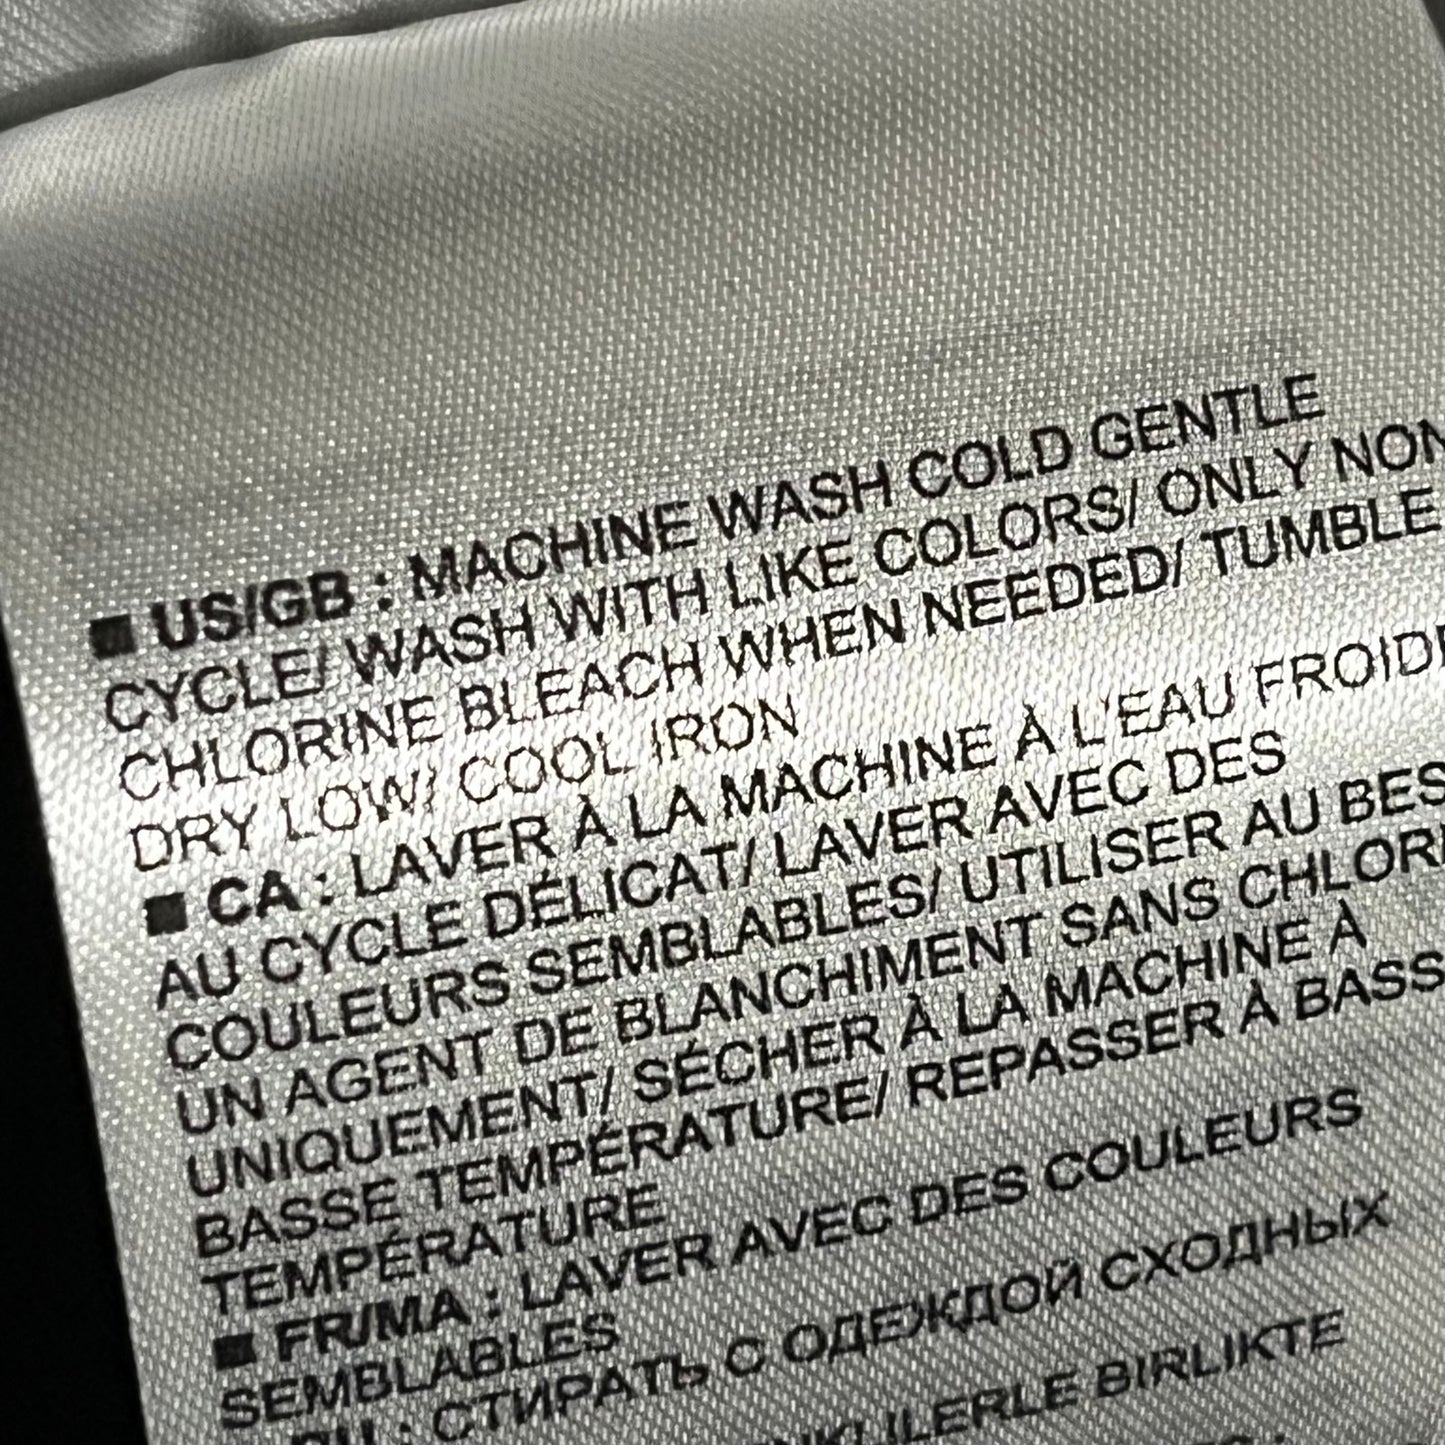 ■ US/GB : MACHINE WASH COLD GENTLE
CYCLE/ WASH WITH LIKE COLORS/ ONLY NON
CHLORINE BLEACH WHEN NEEDED/ TUMBLE
DRY LOW/ COOL IRON
■ CA : LAVER À LA MACHINE À L'EAU FROIDE
AU CYCLE DÉLICAT/ LAVER AVEC DES
COULEURS SEMBLABLES/ UTILISER AU BES
UN AGENT DE BLANCHIMENT SANS CHLOR
UNIQUEMENT/ SÉCHER À LA MACHINE À
BASSE TEMPÉRATURE/ REPASSER À BASS
TEMPÉRATURE
■ FR/MA : LAVER AVEC DES COULEURS
SEMBLABLES
RU : СТИРАТЬ С ОДЕЖДОЙ СХОДНЫХ
BIRLIKTE